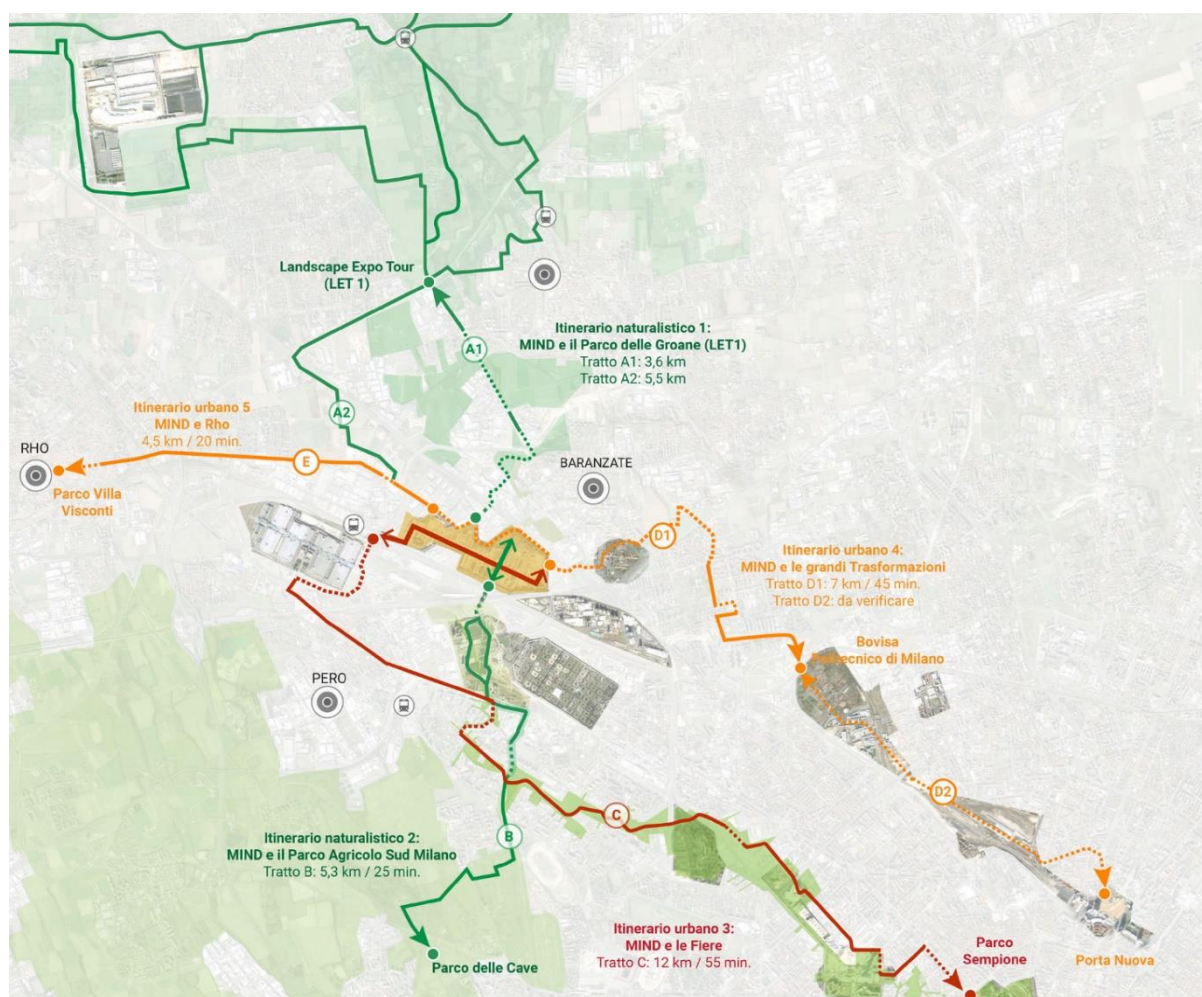 Landscape Expo Tour
(LET 1)
A1
Itinerario naturalistico 1:
MIND e il Parco delle Groane (LET1)
Tratto A1: 3,6 km
Tratto A2: 5,5 km
A2
Itinerario urbano 5
MIND e Rho
4,5 km / 20 min.
RHO
E
Parco Villa
Visconti
BARANZATE
D1
Itinerario urbano 4:
MIND e le grandi Trasformazioni
Tratto D1: 7 km / 45 min.
Tratto D2: da verificare
Bovisa
Politecnico di Milano
PERO
D2
C
B
Itinerario naturalistico 2:
MIND e il Parco Agricolo Sud Milano
Tratto B: 5,3 km / 25 min.
Itinerario urbano 3:
MIND e le Fiere
Tratto C: 12 km / 55 min.
Parco delle Cave
Parco
Sempione
Porta Nuova